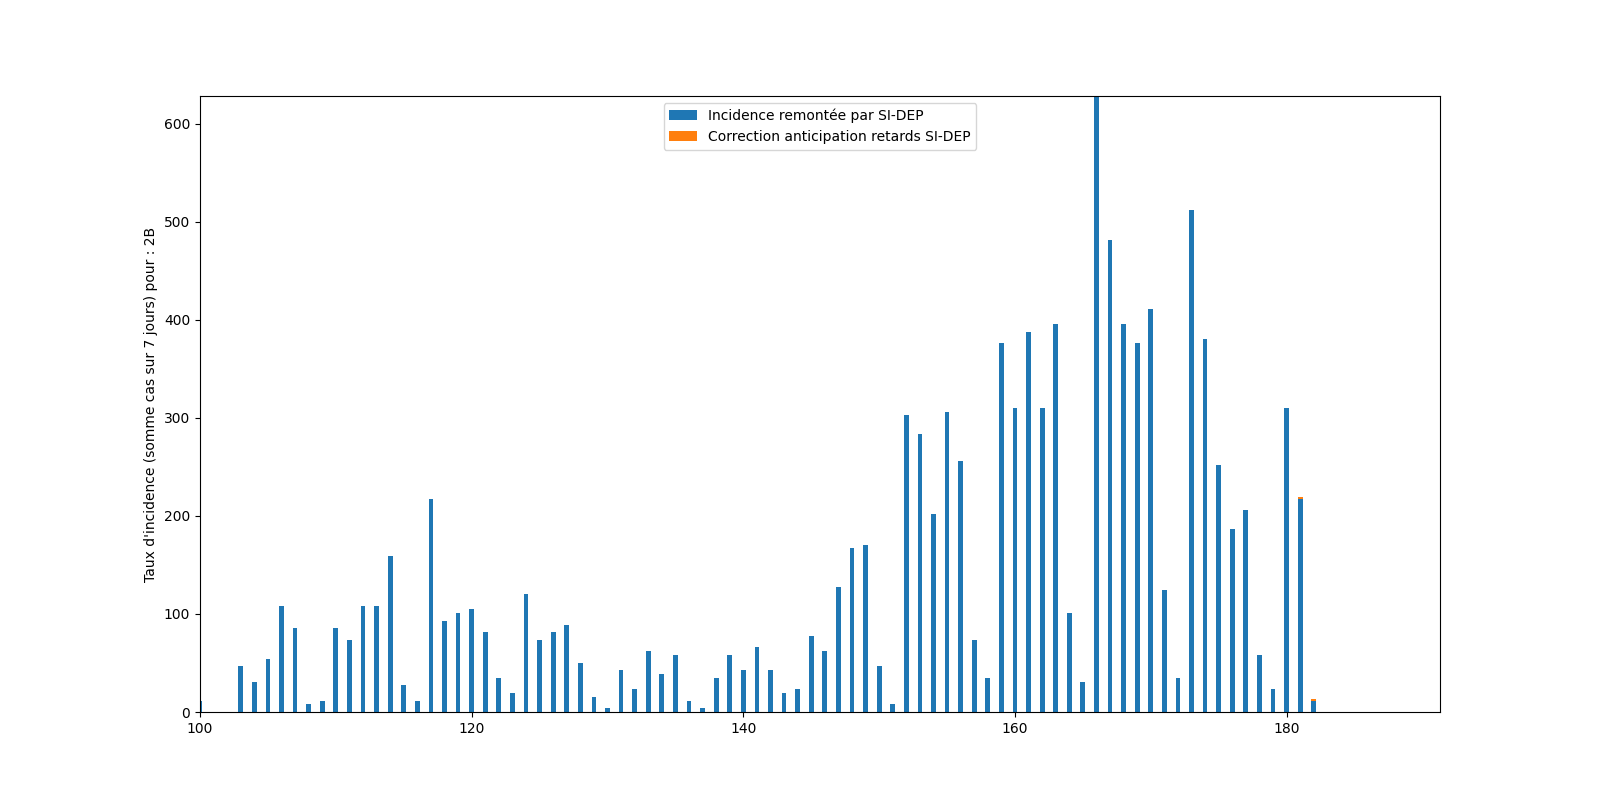 Incidence remontée par SI-DEP
Correction anticipation retards SI-DEP
Taux d'incidence (somme cas sur 7 jours) pour : 2B
600
500
400
300
200
100
0
100 120 140 160 180